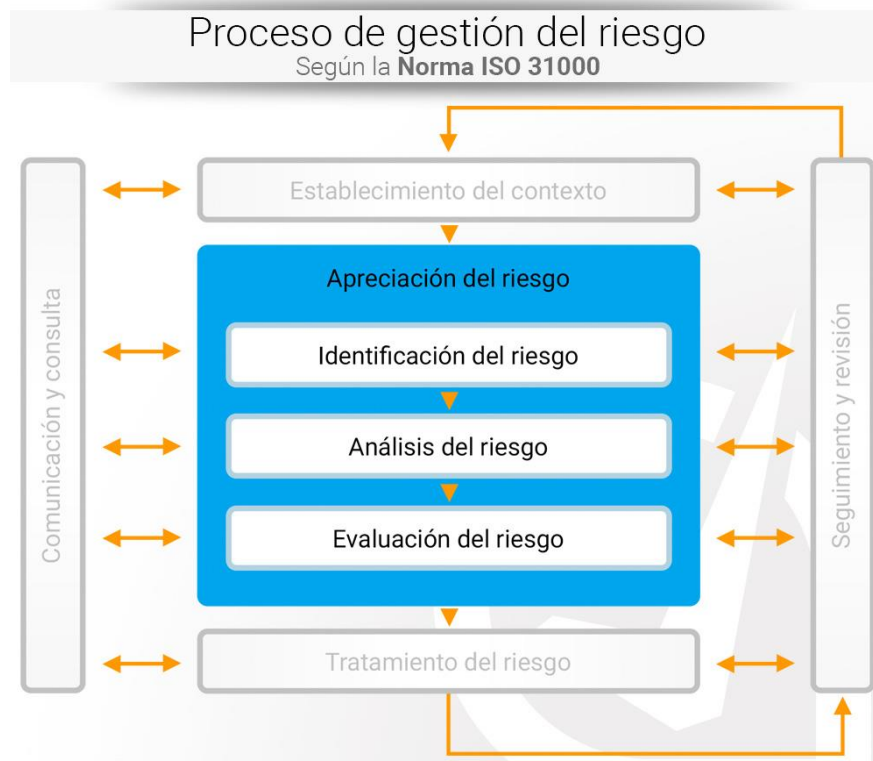 Proceso de gestión del riesgo
Según la Norma ISO 31000
Establecimiento del contexto
Apreciación del riesgo
Identificación del riesgo
Análisis del riesgo
Evaluación del riesgo
Tratamiento del riesgo
Comunicación y consulta
Seguimiento y revisión